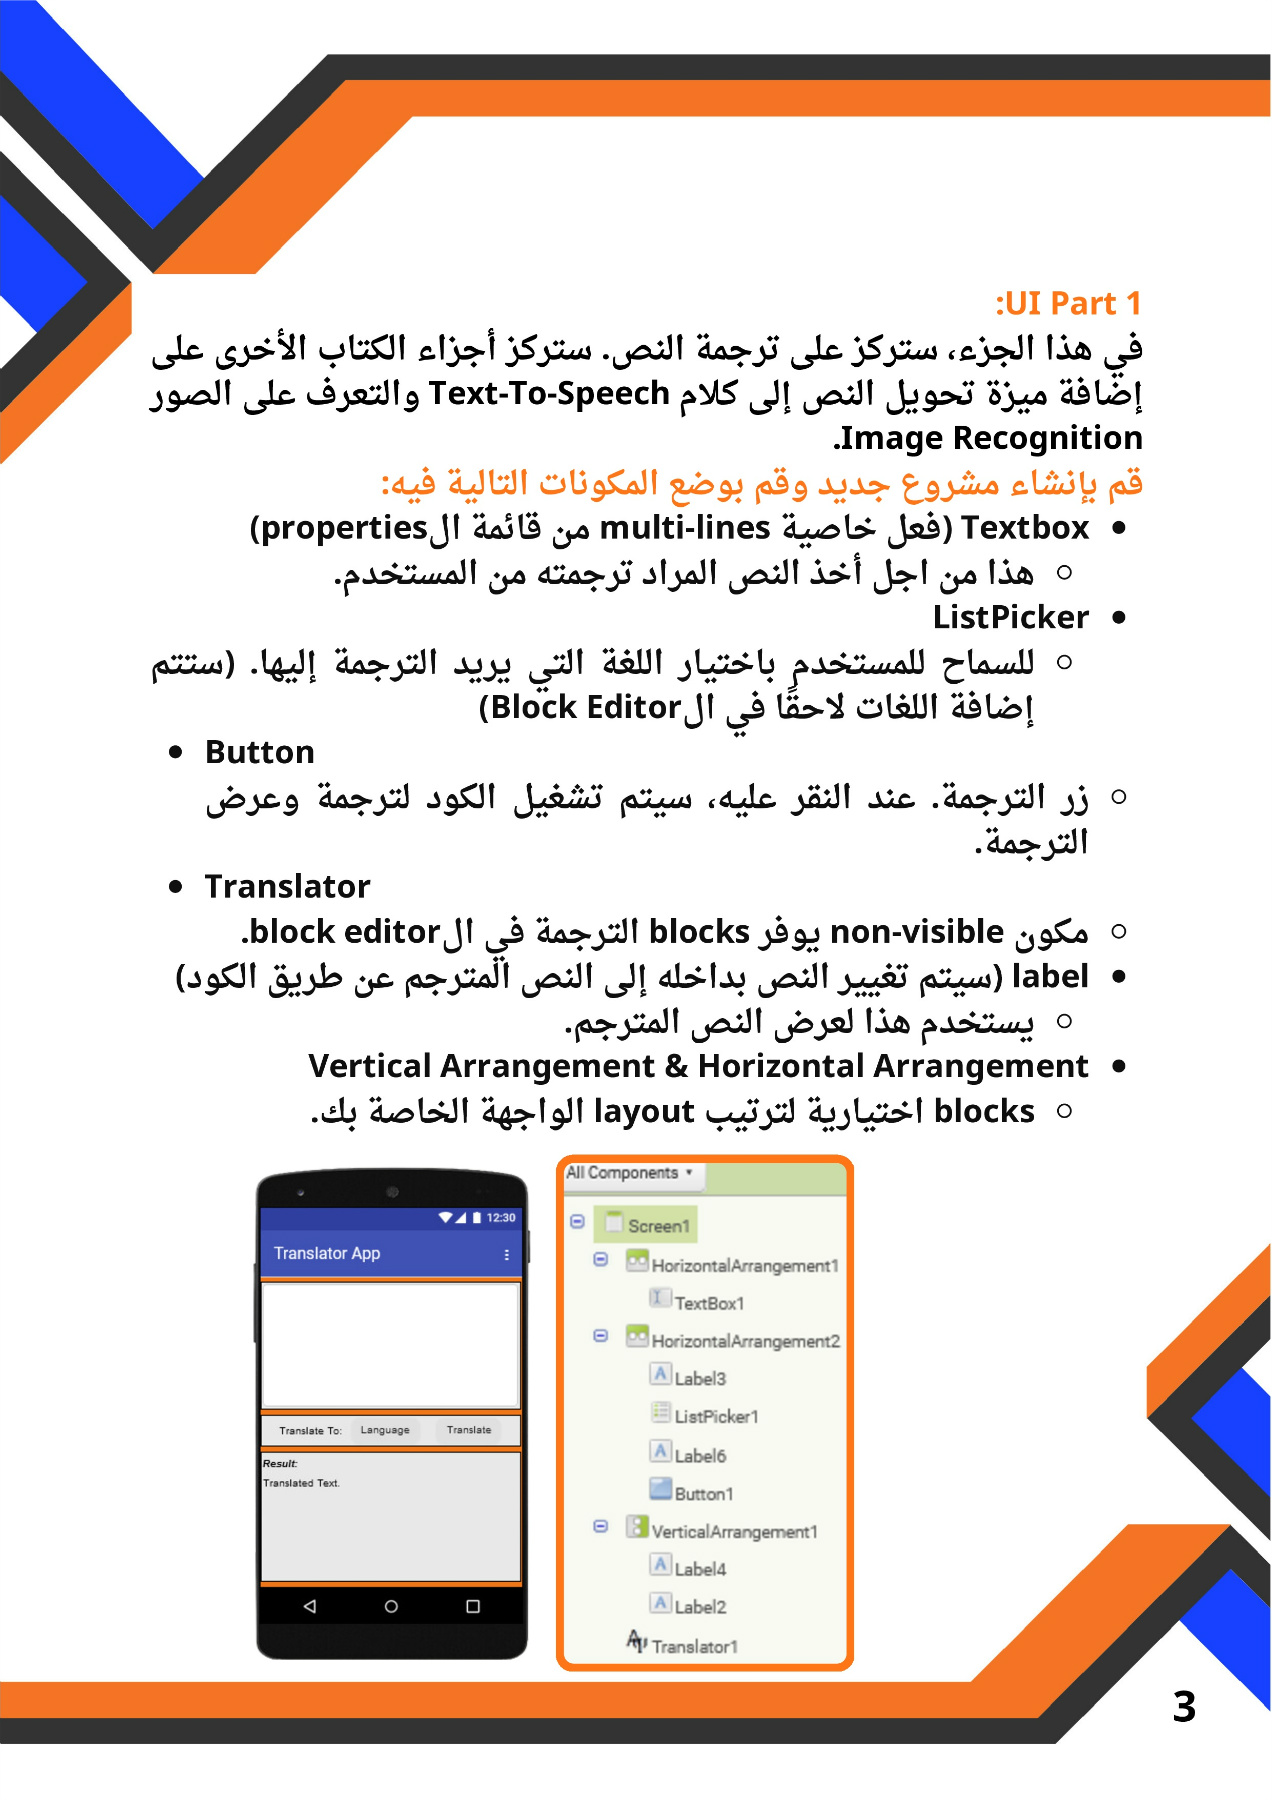 UI Part 1:
في هذا الجزء، ستركز على ترجمة النص. ستركز أجزاء الكتاب الأخرى على
إضافة ميزة تحويل النص إلى كلام Text-To-Speech والتعرف على الصور
Image Recognition.
قم بإنشاء مشروع جديد وقم بوضع المكونات التالية فيه:
● Textbox (فعل خاصية multi-lines من قائمة الproperties)
○ هذا من اجل أخذ النص المراد ترجمته من المستخدم.
● ListPicker
○ للسماح للمستخدم باختيار اللغة التي يريد الترجمة إليها. (ستتم
إضافة اللغات لاحقًا في الBlock Editor)
● Button
○ زر الترجمة. عند النقر عليه، سيتم تشغيل الكود لترجمة وعرض
الترجمة.
● Translator
○ مكون non-visible يوفر blocks الترجمة في الblock editor.
● label (سيتم تغيير النص بداخله إلى النص المترجم عن طريق الكود)
○ يستخدم هذا لعرض النص المترجم.
● Vertical Arrangement & Horizontal Arrangement
○ blocks اختيارية لترتيب layout الواجهة الخاصة بك.
12:30
Translator App
Translate To: Language Translate
Result:
Translated Text.
All Components
Screen1
HorizontalArrangement1
TextBox1
HorizontalArrangement2
Label3
ListPicker1
Label6
Button1
VerticalArrangement1
Label4
Label2
Translator1
3